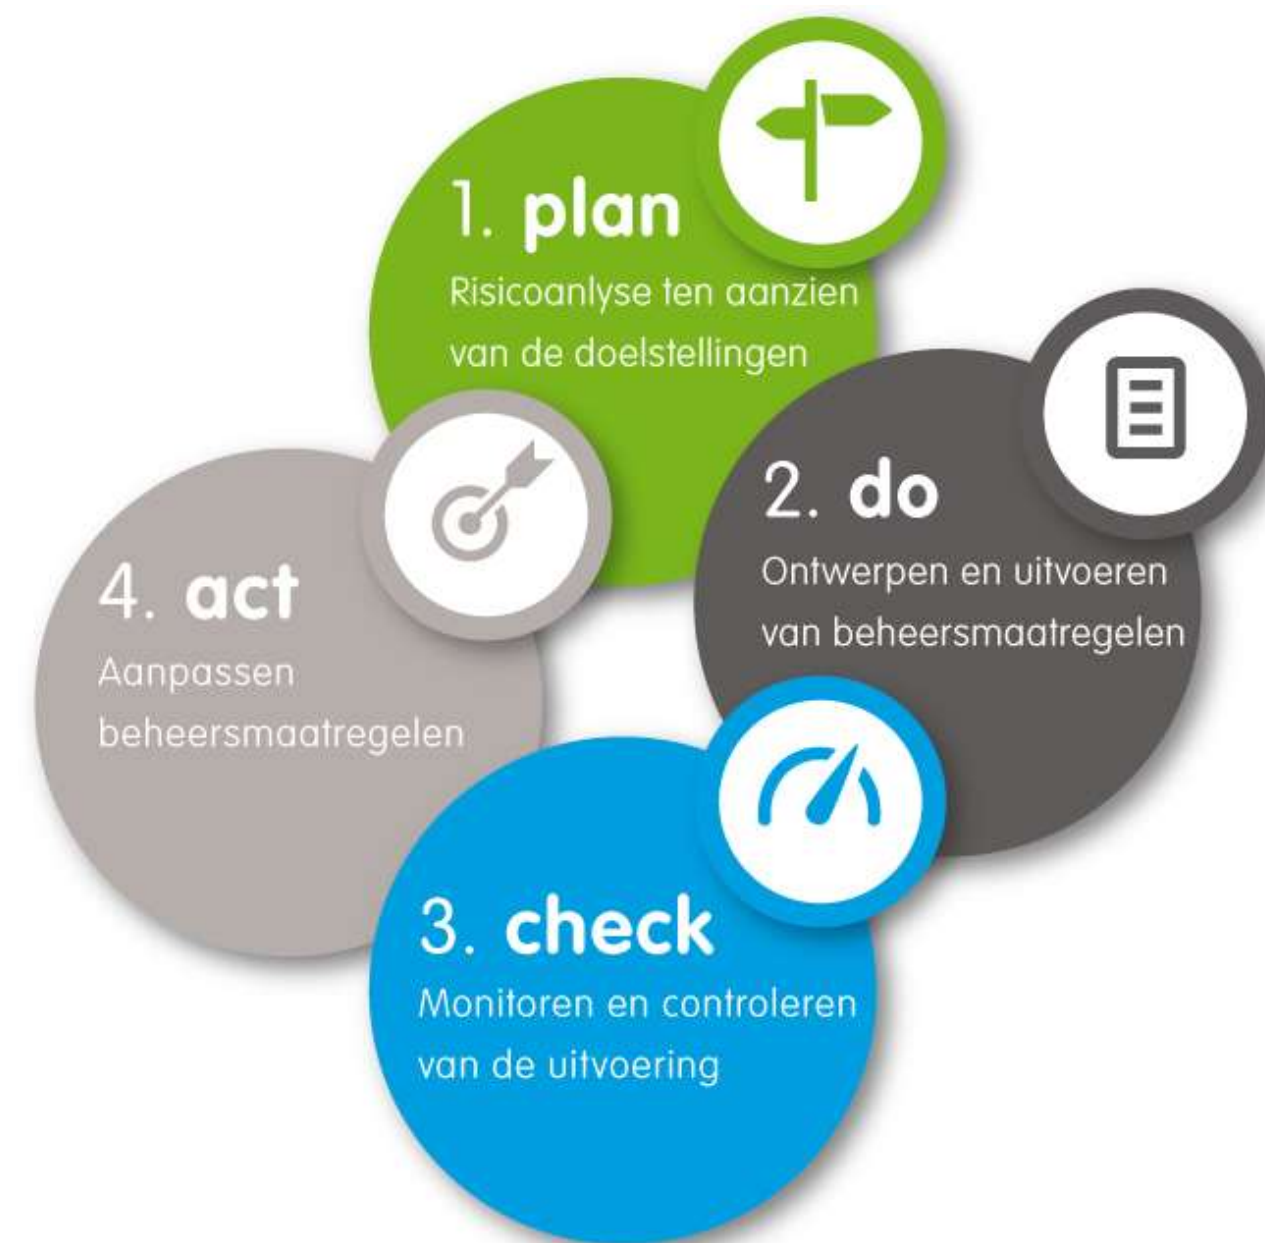 1. plan
Risicoanlyse ten aanzien
van de doelstellingen
2. do
Ontwerpen en uitvoeren
van beheersmaatregelen
3. check
Monitoren en controleren
van de uitvoering
4. act
Aanpassen
beheersmaatregelen